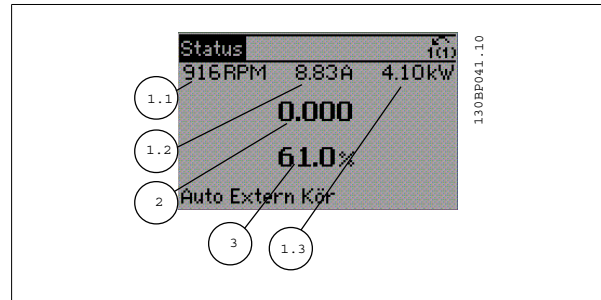 Status 1(1)
916RPM 8.83A 4.10kW
0.000
61.0%
Auto Extern Kör
1.1
1.2
2
3
1.3
130BP041.10